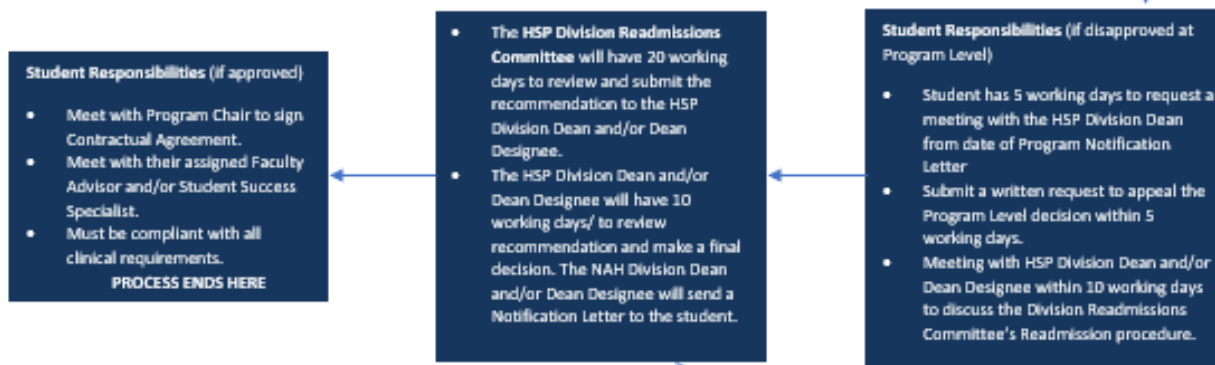 Student Responsibilities (if approved)
• Meet with Program Chair to sign
Contractual Agreement.
• Meet with their assigned Faculty
Advisor and/or Student Success
Specialist.
• Must be compliant with all
clinical requirements.
PROCESS ENDS HERE
• The HSP Division Readmissions
Committee will have 20 working
days to review and submit the
recommendation to the HSP
Division Dean and/or Dean
Designee.
• The HSP Division Dean and/or
Dean Designee will have 10
working days/ to review
recommendation and make a final
decision. The NAH Division Dean
and/or Dean Designee will send a
Notification Letter to the student.
Student Responsibilities (if disapproved at
Program Level)
• Student has 5 working days to request a
meeting with the HSP Division Dean
from date of Program Notification
Letter
• Submit a written request to appeal the
Program Level decision within 5
working days.
• Meeting with HSP Division Dean and/or
Dean Designee within 10 working days
to discuss the Division Readmissions
Committee's Readmission procedure.